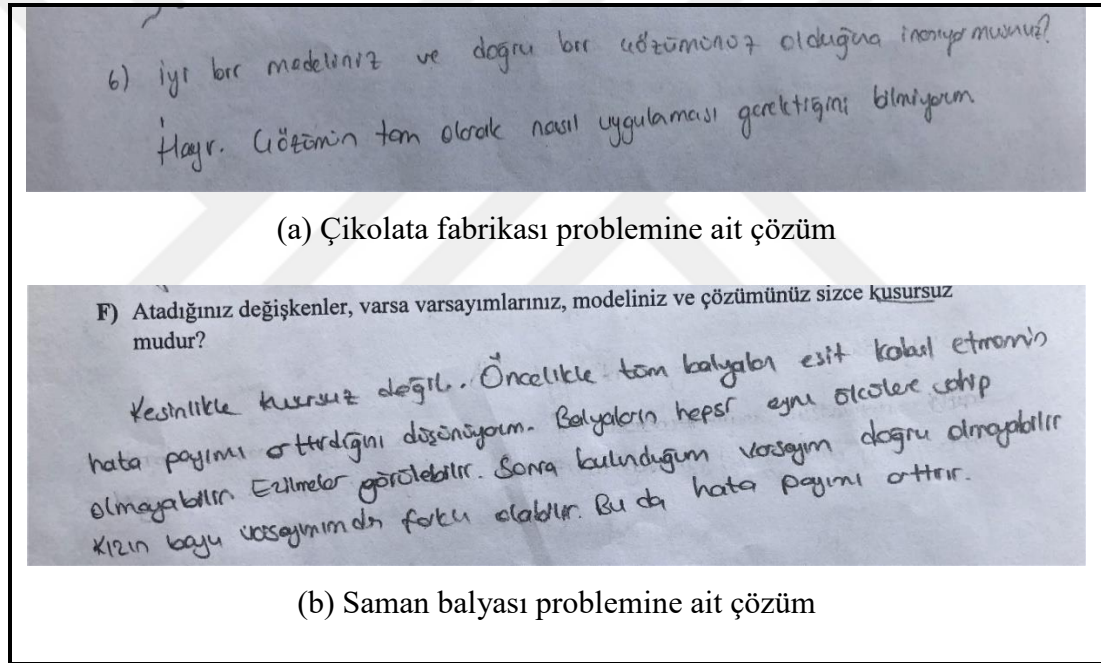 6) iyi bir modeliniz ve doğru bir çözümünüz olduğuna inanıyor musunuz?
Hayır. Çözümün tam olarak nasıl uygulaması gerektiğini bilmiyorum
(a) Çikolata fabrikası problemine ait çözüm
F) Atadığınız değişkenler, varsa varsayımlarınız, modeliniz ve çözümünüz sizce kusursuz
mudur?
Kesinlikle kusursuz değil. Öncelikle tüm balyaları eşit kabul etmemin
hata payımı arttırdığını düşünüyorum. Balyaların hepsi aynı ölçülere sahip
olmayabilir. Ezilmeler görülebilir. Sonra bulunduğum varsayım doğru olmayabilir
Kızın boyu varsayımımdan farklı olabilir. Bu da hata payımı arttırır.
(b) Saman balyası problemine ait çözüm